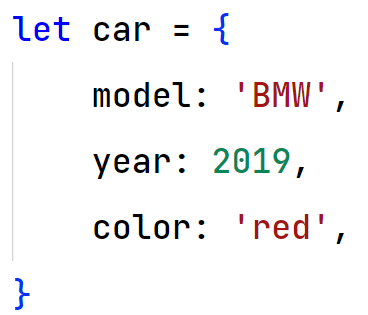 let car = {
    model: 'BMW',
    year: 2019,
    color: 'red',
}